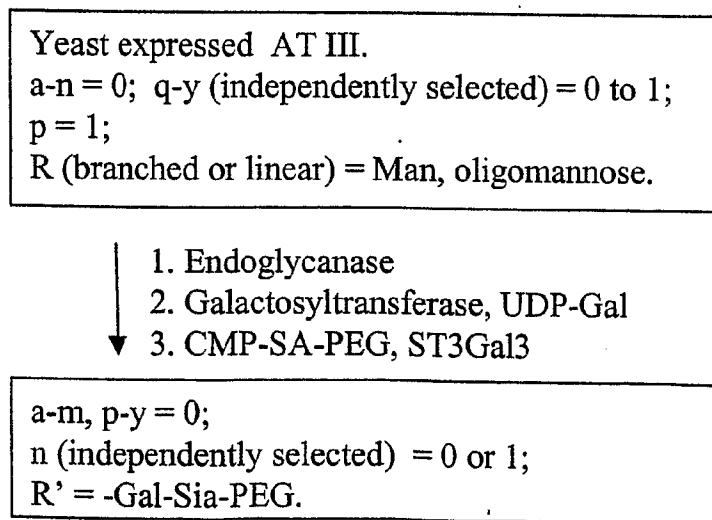 Yeast expressed AT III.
a-n = 0; q-y (independently selected) = 0 to 1;
p = 1;
R (branched or linear) = Man, oligomannose.
1. Endoglycanase
2. Galactosyltransferase, UDP-Gal
3. CMP-SA-PEG, ST3Gal3
a-m, p-y = 0;
n (independently selected) = 0 or 1;
R’ = -Gal-Sia-PEG.